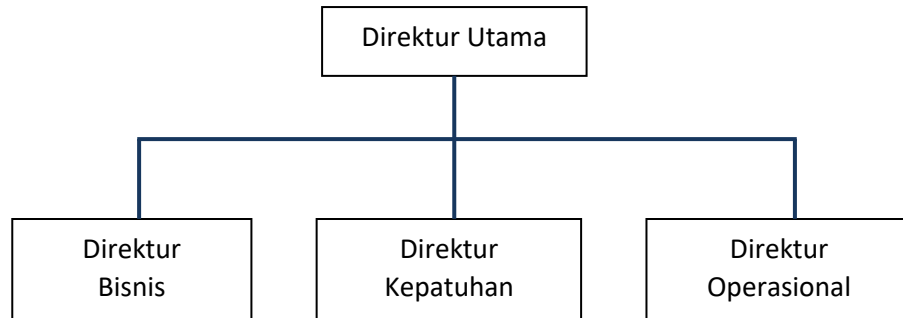 Direktur Utama
Direktur
Bisnis
Direktur
Kepatuhan
Direktur
Operasional